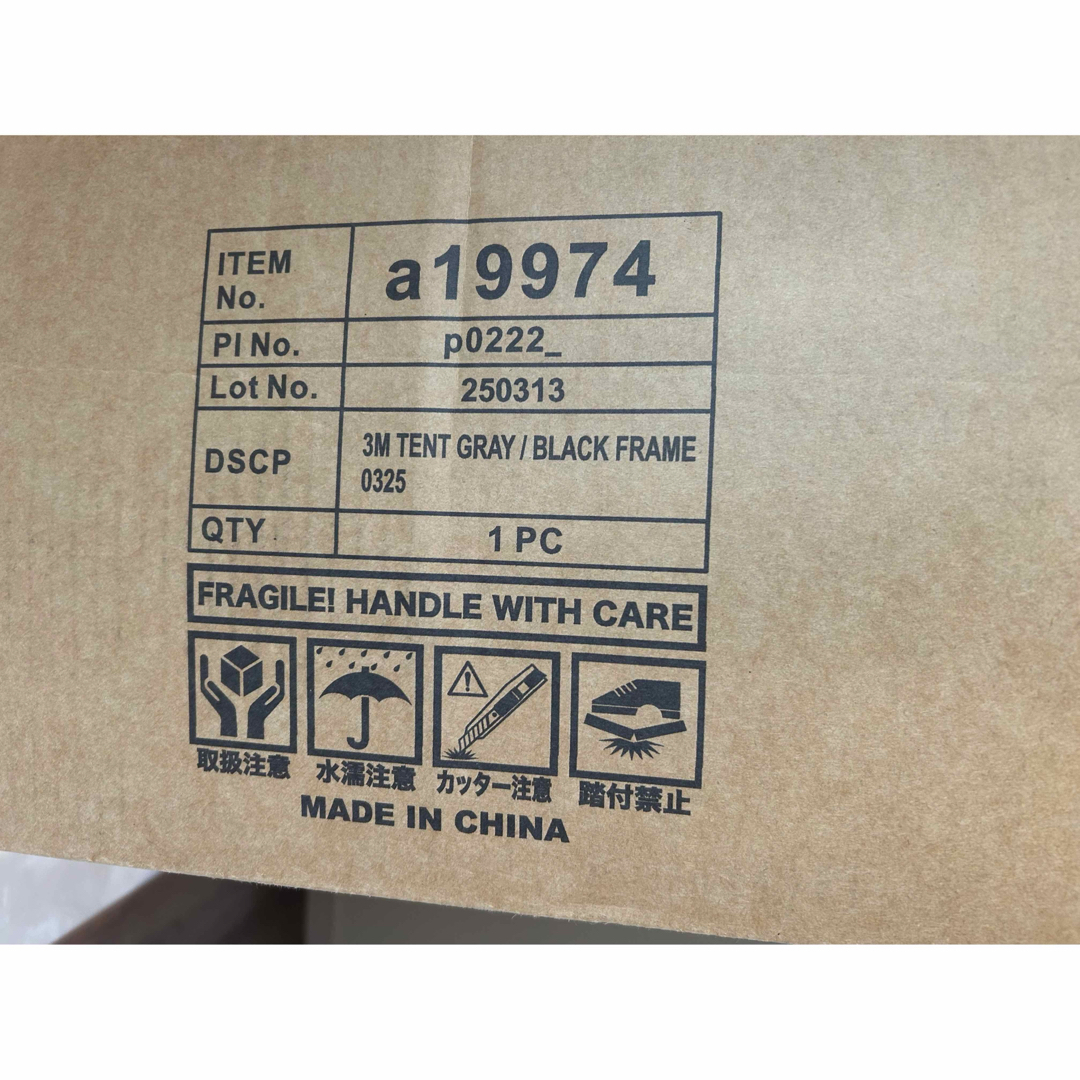 ITEM No.
a19974
PI No.
p0222_
Lot No.
250313
DSCP
3M TENT GRAY / BLACK FRAME
0325
QTY
1 PC
FRAGILE! HANDLE WITH CARE
取扱注意
水濡注意
カッター注意
踏付禁止
MADE IN CHINA